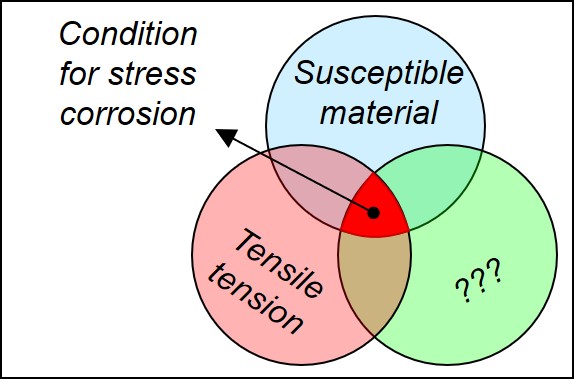 Condition
for stress
corrosion
Susceptible
material
Tensile
tension
???